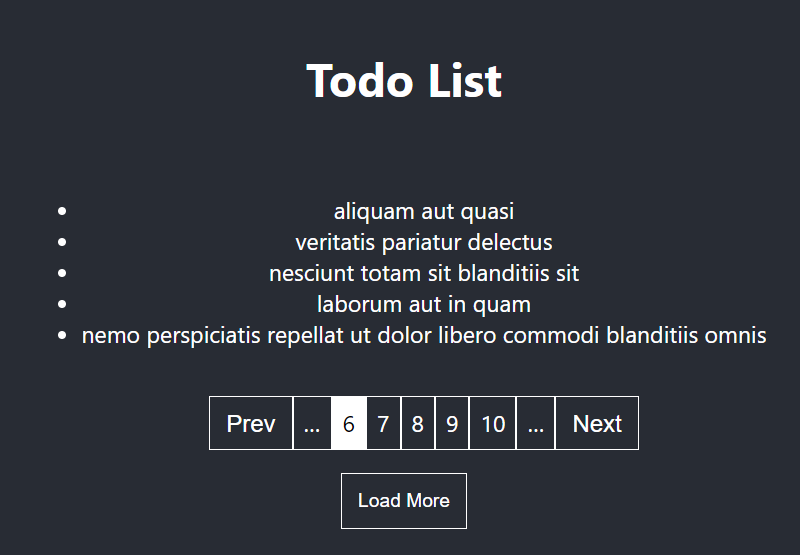 Todo List
• aliquam aut quasi
• veritatis pariatur delectus
• nesciunt totam sit blanditiis sit
• laborum aut in quam
• nemo perspiciatis repellat ut dolor libero commodi blanditiis omnis
Prev ... 6 7 8 9 10 ... Next
Load More